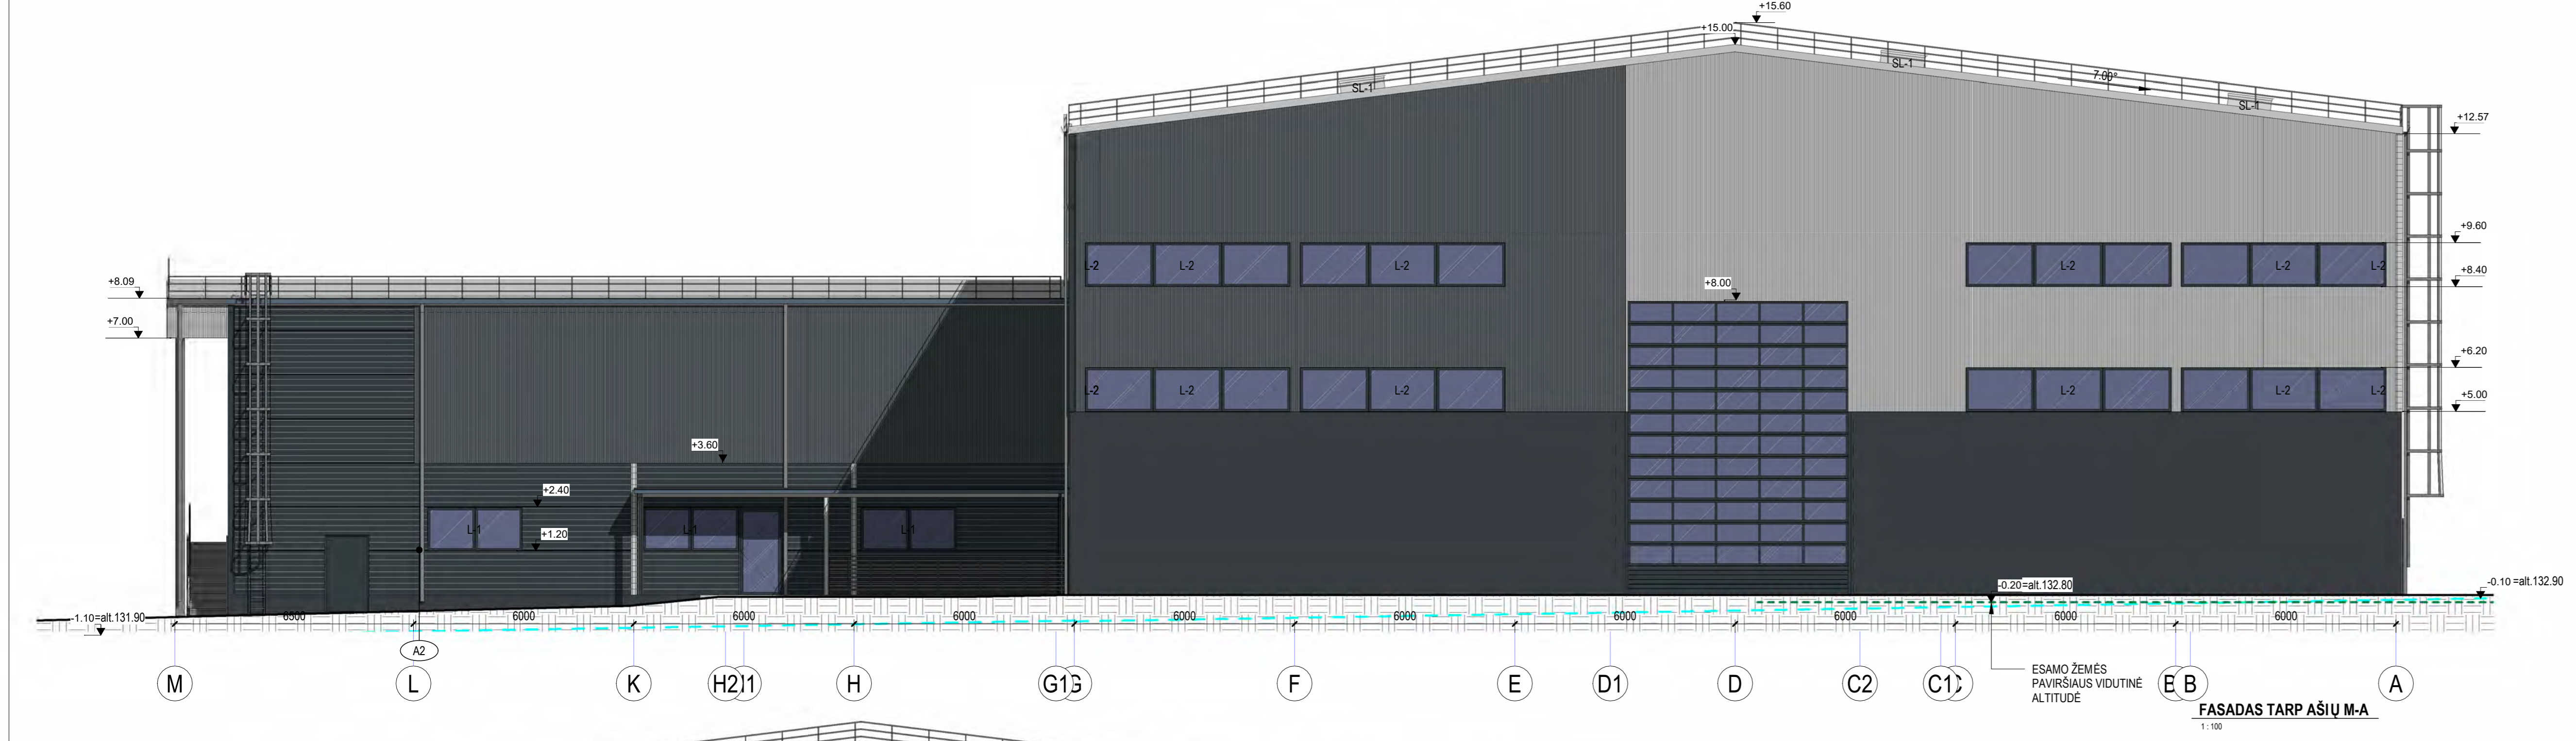 +15.60
+15.00
SL-1
SL-1
7.00°
SL-1
+12.57
+9.60
L-2
L-2
L-2
L-2
L-2
L-2
+8.40
+8.09
+8.00
+7.00
+6.20
L-2
L-2
L-2
L-2
L-2
L-2
+5.00
+3.60
+2.40
L-1
L-1
L-1
+1.20
-0.20=alt.132.80
-0.10 =alt.132.90
-1.10=alt.131.90
6500
6000
6000
6000
6000
6000
6000
6000
6000
6000
A2
M
L
K
H2
H
G1
F
E
D1
D
C2
C1
B
A
ESAMO ŽEMĖS
PAVIRŠIAUS VIDUTINĖ
ALTITUDĖ
FASADAS TARP AŠIŲ M-A
1 : 100